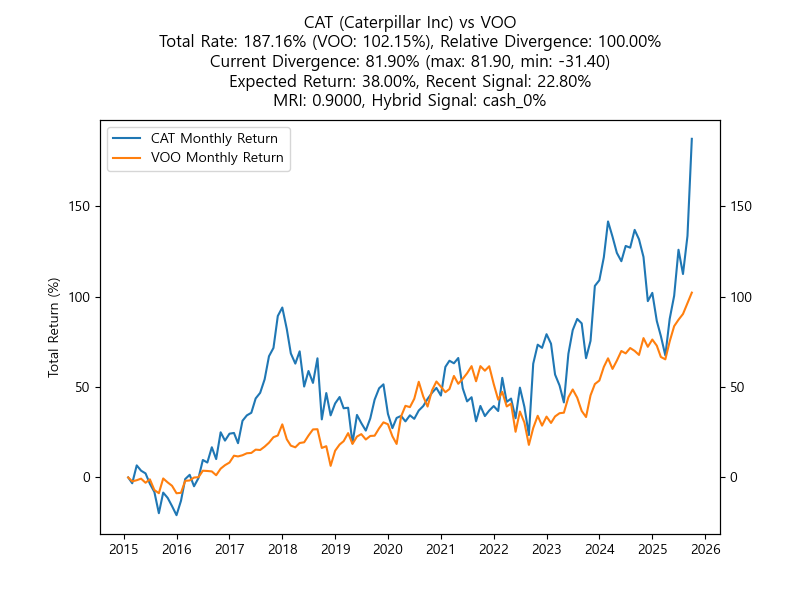 CAT (Caterpillar Inc) vs VOO
Total Rate: 187.16% (VOO: 102.15%), Relative Divergence: 100.00%
Current Divergence: 81.90% (max: 81.90, min: -31.40)
Expected Return: 38.00%, Recent Signal: 22.80%
MRI: 0.9000, Hybrid Signal: cash_0%
CAT Monthly Return
VOO Monthly Return
Total Return (%)
150
100
50
0
150
100
50
0
2015 2016 2017 2018 2019 2020 2021 2022 2023 2024 2025 2026